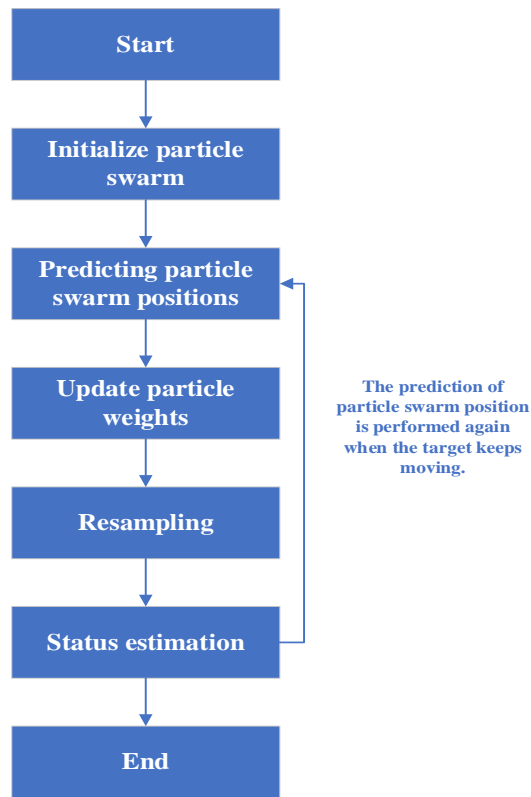 Start
Initialize particle
swarm
Predicting particle
swarm positions
Update particle
weights
The prediction of
particle swarm position
is performed again
when the target keeps
moving.
Resampling
Status estimation
End